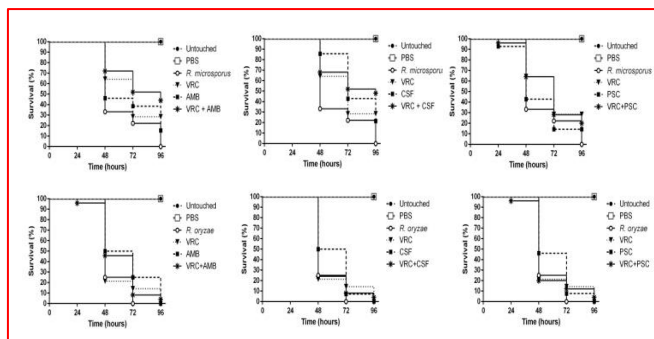 Survival (%)
100
90
80
70
60
50
40
30
20
10
0
0 24 48 72 96
Time (hours)
Untouched
PBS
R. microsporus
VRC
AMB
VRC + AMB
Survival (%)
100
90
80
70
60
50
40
30
20
10
0
0 24 48 72 96
Time (hours)
Untouched
PBS
R. microsporu
VRC
CSF
VRC + CSF
Survival (%)
100
90
80
70
60
50
40
30
20
10
0
0 24 48 72 96
Time (hours)
Untouched
PBS
R. microsporus
VRC
PSC
VRC+PSC
Survival (%)
100
90
80
70
60
50
40
30
20
10
0
0 24 48 72 96
Time (hours)
Untouched
PBS
R. oryzae
VRC
AMB
VRC+AMB
Survival (%)
100
90
80
70
60
50
40
30
20
10
0
0 24 48 72 96
Time (hours)
Untouched
PBS
R. oryzae
VRC
CSF
VRC+CSF
Survival (%)
100
90
80
70
60
50
40
30
20
10
0
0 24 48 72 96
Time (hours)
Untouched
PBS
R. oryzae
VRC
PSC
VRC+PSC